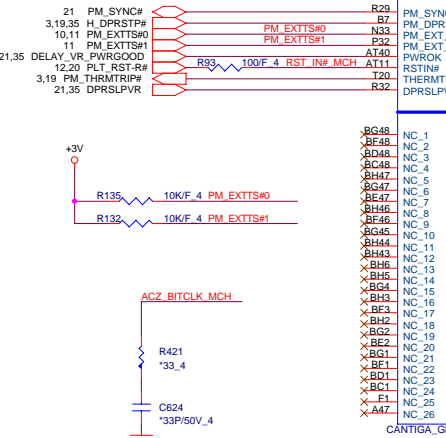 21 PM_SYNC# R29 PM_SYN
3,19,35 H_DPRSTP# B7 PM_DPR
10,11 PM_EXTTS#0 PM_EXTTS#0 N33 PM_EXT_
11 PM_EXTTS#1 PM_EXTTS#1 P32 PM_EXT_
21,35 DELAY_VR_PWRGOOD AT40 PWROK
12,20 PLT_RST-R# R93 100/F_4 RST_IN#_MCH AT11 RSTIN#
3,19 PM_THRMTRIP# T20 THERMT
21,35 DPRSLPVR R32 DPRSLPV
+3V
R135 10K/F_4 PM_EXTTS#0
R132 10K/F_4 PM_EXTTS#1
ACZ_BITCLK_MCH
R421
*33_4
C624
*33P/50V_4
BG48 NC_1
BF48 NC_2
BD48 NC_3
BC48 NC_4
BH47 NC_5
BG47 NC_6
BE47 NC_7
BH46 NC_8
BF46 NC_9
BG45 NC_10
BH44 NC_11
BH43 NC_12
BH6 NC_13
BH5 NC_14
BG4 NC_15
BH3 NC_16
BF3 NC_17
BH2 NC_18
BG2 NC_19
BE2 NC_20
BG1 NC_21
BF1 NC_22
BD1 NC_23
BC1 NC_24
F1 NC_25
A47 NC_26
CANTIGA_G